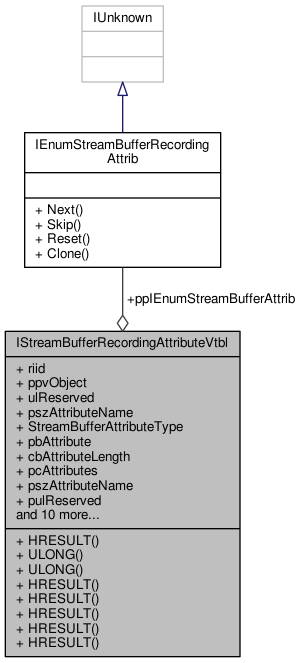 IUnknown
IEnumStreamBufferRecording
Attrib
+ Next()
+ Skip()
+ Reset()
+ Clone()
+ppIEnumStreamBufferAttrib
IStreamBufferRecordingAttributeVtbl
+ riid
+ ppvObject
+ ulReserved
+ pszAttributeName
+ StreamBufferAttributeType
+ pbAttribute
+ cbAttributeLength
+ pcAttributes
+ pszAttributeName
+ pulReserved
and 10 more...
+ HRESULT()
+ ULONG()
+ ULONG()
+ HRESULT()
+ HRESULT()
+ HRESULT()
+ HRESULT()
+ HRESULT()